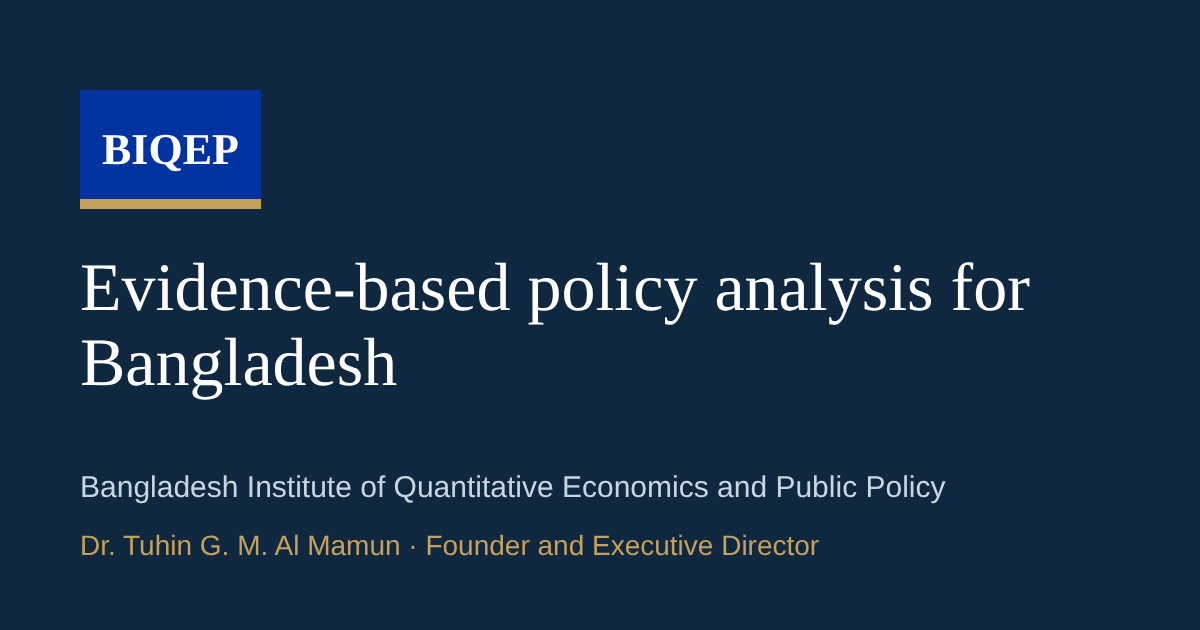 BIQEP
Evidence-based policy analysis for
Bangladesh
Bangladesh Institute of Quantitative Economics and Public Policy
Dr. Tuhin G. M. Al Mamun · Founder and Executive Director